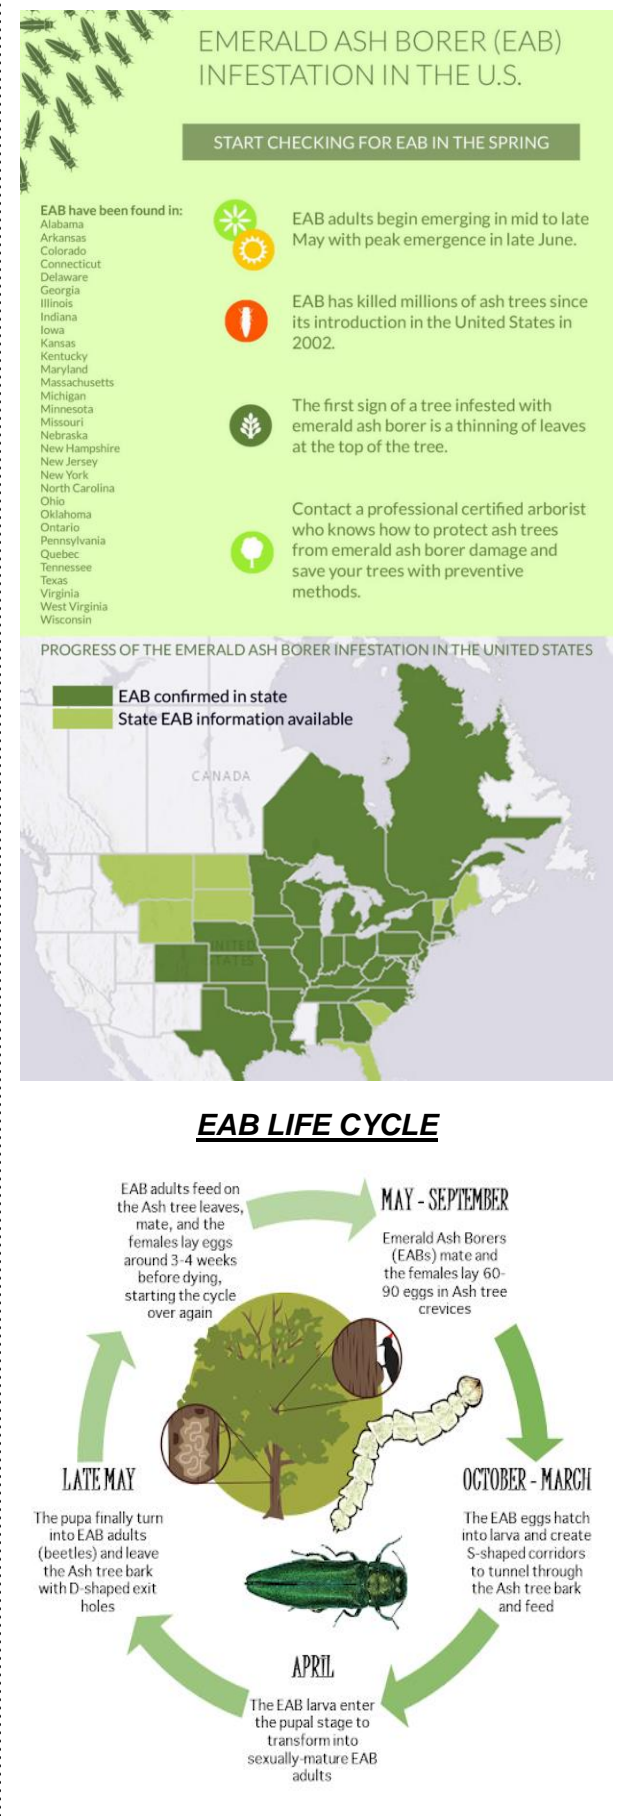 EMERALD ASH BORER (EAB)
INFESTATION IN THE U.S.
START CHECKING FOR EAB IN THE SPRING
EAB have been found in:
Alabama
Arkansas
Colorado
Connecticut
Delaware
Georgia
Illinois
Indiana
Iowa
Kansas
Kentucky
Maryland
Massachusetts
Michigan
Minnesota
Missouri
Nebraska
New Hampshire
New Jersey
New York
North Carolina
Ohio
Oklahoma
Ontario
Pennsylvania
Quebec
Tennessee
Texas
Virginia
West Virginia
Wisconsin
EAB adults begin emerging in mid to late
May with peak emergence in late June.
EAB has killed millions of ash trees since
its introduction in the United States in
2002.
The first sign of a tree infested with
emerald ash borer is a thinning of leaves
at the top of the tree.
Contact a professional certified arborist
who knows how to protect ash trees
from emerald ash borer damage and
save your trees with preventive
methods.
PROGRESS OF THE EMERALD ASH BORER INFESTATION IN THE UNITED STATES
EAB confirmed in state
State EAB information available
CANADA
UNITED
STATES
EAB LIFE CYCLE
EAB adults feed on
the Ash tree leaves,
mate, and the
females lay eggs
around 3-4 weeks
before dying,
starting the cycle
over again
MAY - SEPTEMBER
Emerald Ash Borers
(EABs) mate and
the females lay 60-
90 eggs in Ash tree
crevices
OCTOBER - MARCH
The EAB eggs hatch
into larva and create
S-shaped corridors
to tunnel through
the Ash tree bark
and feed
APRIL
The EAB larva enter
the pupal stage to
transform into
sexually-mature EAB
adults
LATE MAY
The pupa finally turn
into EAB adults
(beetles) and leave
the Ash tree bark
with D-shaped exit
holes